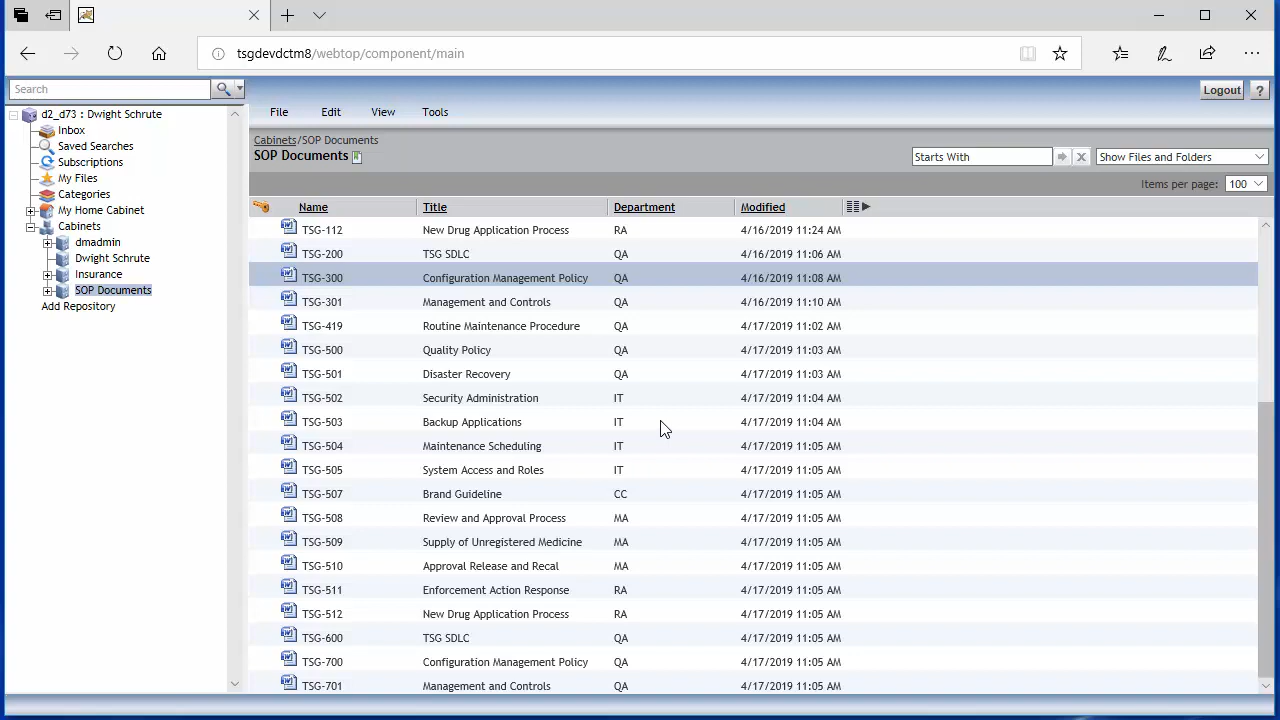 tsgdevdctm8/webtop/component/main
Search
Logout ?
d2_d73 : Dwight Schrute
Inbox
Saved Searches
Subscriptions
My Files
Categories
My Home Cabinet
Cabinets
dmadmin
Dwight Schrute
Insurance
SOP Documents
Add Repository
File Edit View Tools
Cabinets/SOP Documents
SOP Documents
Starts With
Show Files and Folders
Items per page: 100
Name Title Department Modified
TSG-112 New Drug Application Process RA 4/16/2019 11:24 AM
TSG-200 TSG SDLC QA 4/16/2019 11:06 AM
TSG-300 Configuration Management Policy QA 4/16/2019 11:08 AM
TSG-301 Management and Controls QA 4/16/2019 11:10 AM
TSG-419 Routine Maintenance Procedure QA 4/17/2019 11:02 AM
TSG-500 Quality Policy QA 4/17/2019 11:03 AM
TSG-501 Disaster Recovery QA 4/17/2019 11:03 AM
TSG-502 Security Administration IT 4/17/2019 11:04 AM
TSG-503 Backup Applications IT 4/17/2019 11:04 AM
TSG-504 Maintenance Scheduling IT 4/17/2019 11:05 AM
TSG-505 System Access and Roles IT 4/17/2019 11:05 AM
TSG-507 Brand Guideline CC 4/17/2019 11:05 AM
TSG-508 Review and Approval Process MA 4/17/2019 11:05 AM
TSG-509 Supply of Unregistered Medicine MA 4/17/2019 11:05 AM
TSG-510 Approval Release and Recal MA 4/17/2019 11:05 AM
TSG-511 Enforcement Action Response RA 4/17/2019 11:05 AM
TSG-512 New Drug Application Process RA 4/17/2019 11:05 AM
TSG-600 TSG SDLC QA 4/17/2019 11:05 AM
TSG-700 Configuration Management Policy QA 4/17/2019 11:05 AM
TSG-701 Management and Controls QA 4/17/2019 11:05 AM